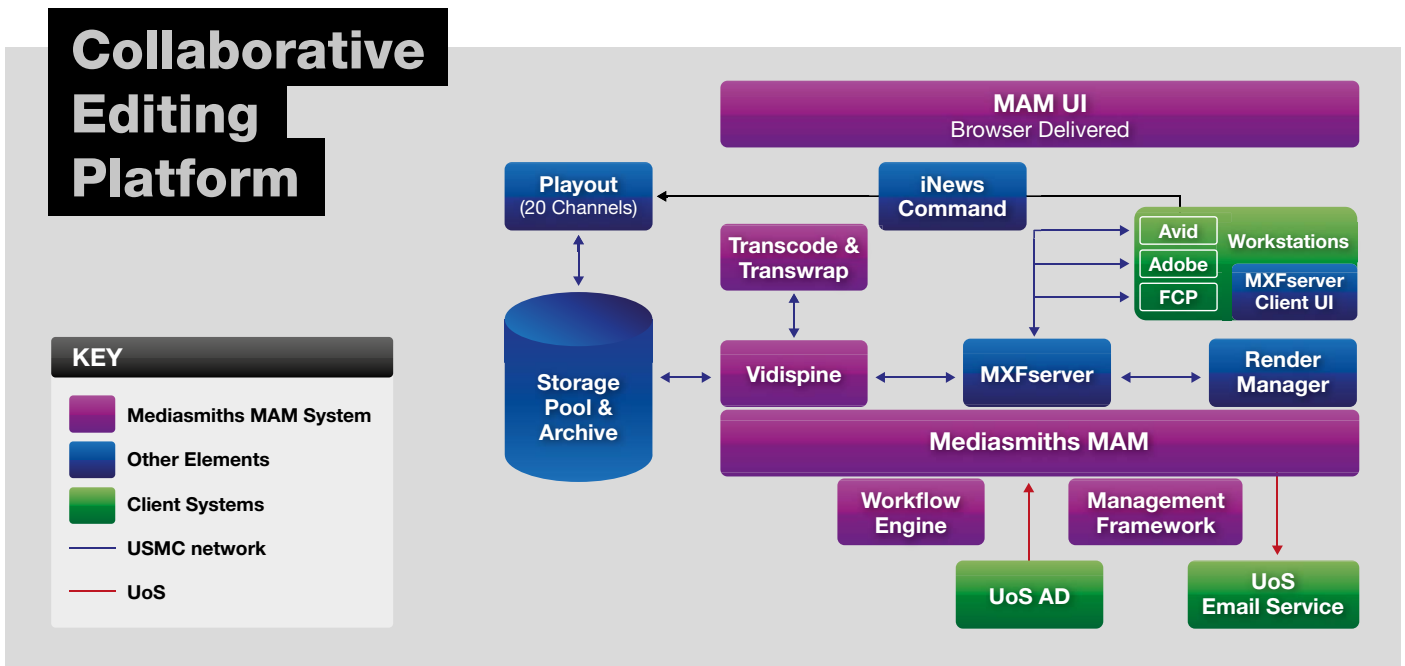 Collaborative
Editing
Platform
MAM UI
Browser Delivered
Playout
(20 Channels)
iNews
Command
Transcode &
Transwrap
Avid
Adobe
FCP
Workstations
MXFserver
Client UI
Storage
Pool &
Archive
Vidispine
MXFserver
Render
Manager
Mediasmiths MAM
Workflow
Engine
Management
Framework
UoS AD
UoS
Email Service
KEY
Mediasmiths MAM System
Other Elements
Client Systems
USMC network
UoS